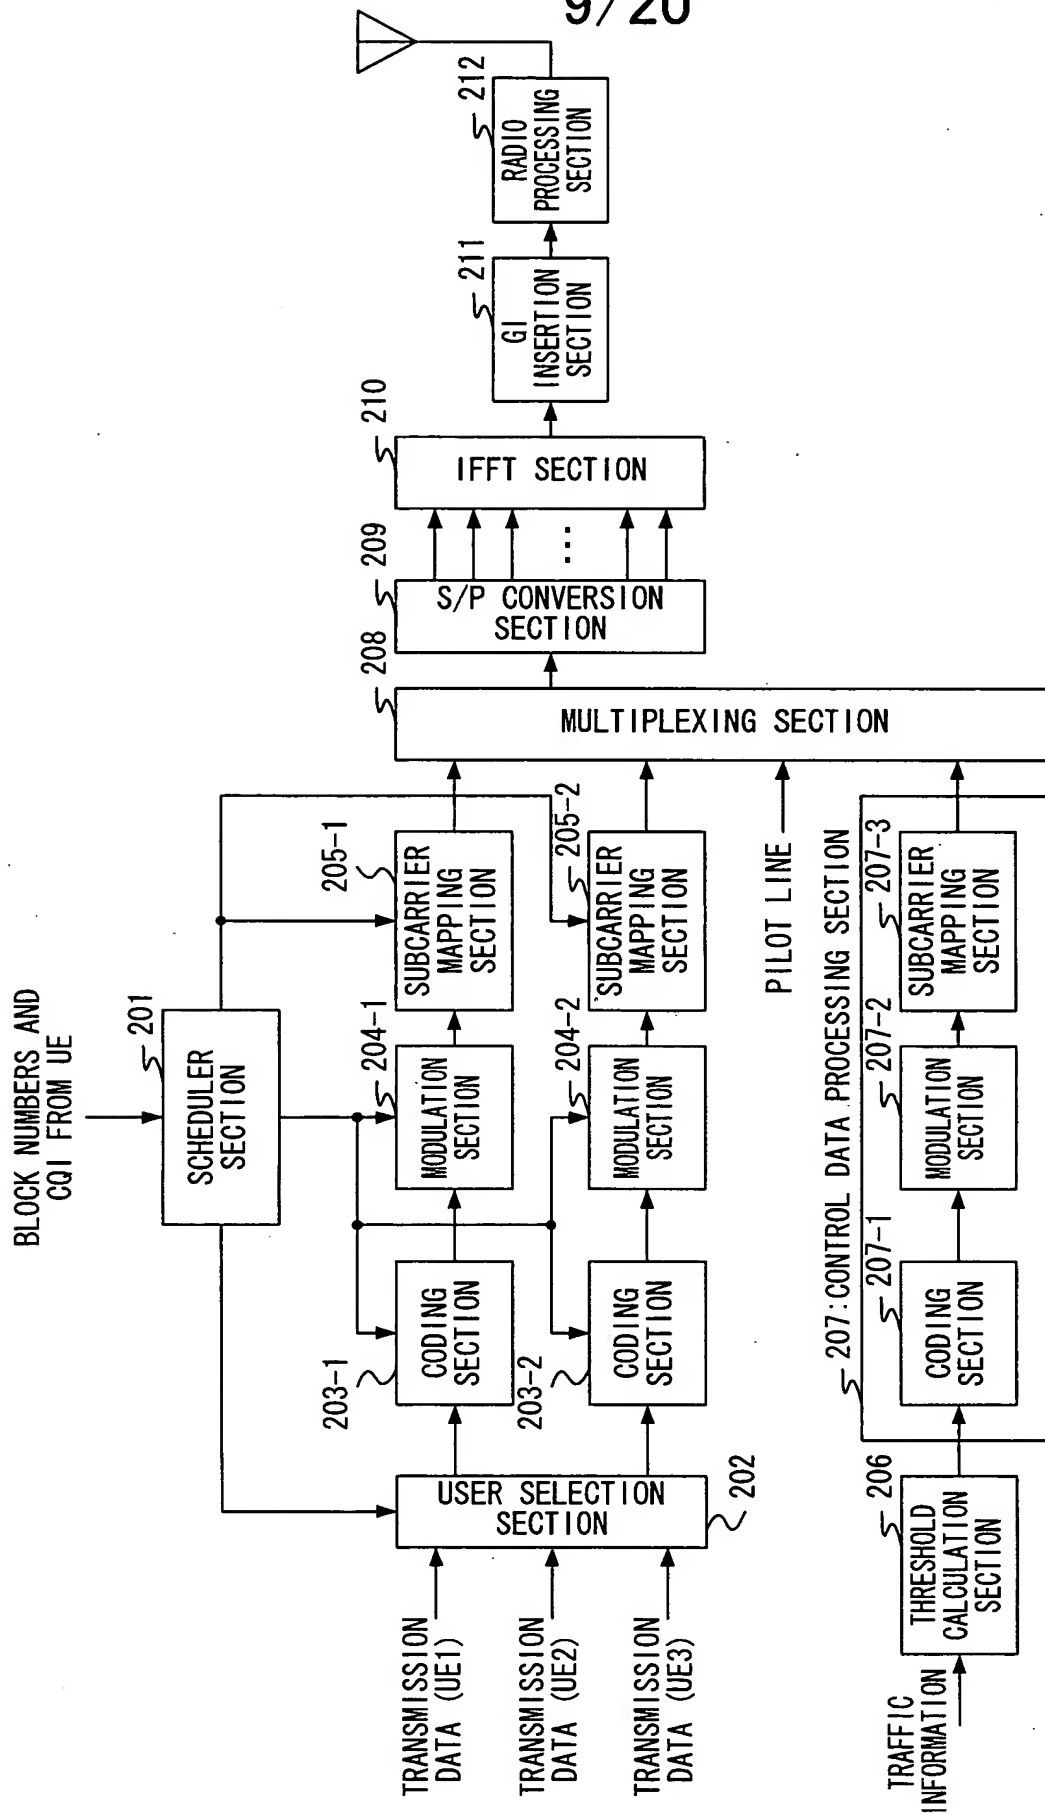 9/20
BLOCK NUMBERS AND
CQI FROM UE
201
SCHEDULER
SECTION
TRANSMISSION
DATA (UE1)
TRANSMISSION
DATA (UE2)
TRANSMISSION
DATA (UE3)
USER SELECTION
SECTION
202
203-1
CODING
SECTION
204-1
MODULATION
SECTION
205-1
SUBCARRIER
MAPPING
SECTION
203-2
CODING
SECTION
204-2
MODULATION
SECTION
205-2
SUBCARRIER
MAPPING
SECTION
PILOT LINE
TRAFFIC
INFORMATION
206
THRESHOLD
CALCULATION
SECTION
207:CONTROL DATA PROCESSING SECTION
207-1
CODING
SECTION
207-2
MODULATION
SECTION
207-3
SUBCARRIER
MAPPING
SECTION
208
MULTIPLEXING SECTION
209
S/P CONVERSION
SECTION
210
IFFT SECTION
211
GI
INSERTION
SECTION
212
RADIO
PROCESSING
SECTION